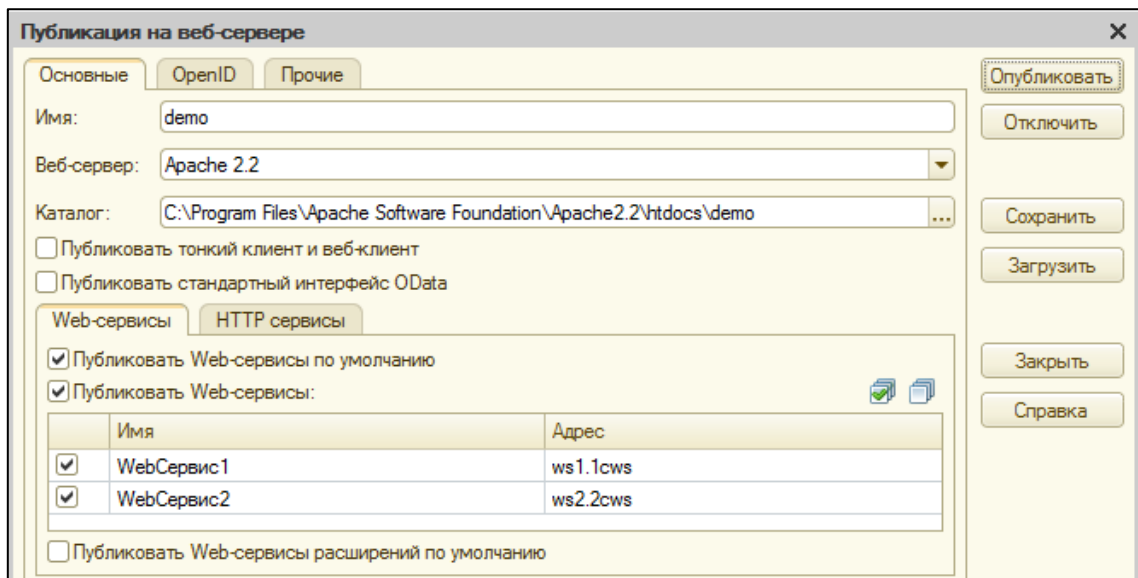 Публикация на веб-сервере
Основные OpenID Прочие
Опубликовать
Имя: demo
Отключить
Веб-сервер: Apache 2.2
Каталог: C:\Program Files\Apache Software Foundation\Apache2.2\htdocs\demo ...
Сохранить
Публиковать тонкий клиент и веб-клиент
Загрузить
Публиковать стандартный интерфейс OData
Web-сервисы HTTP сервисы
Публиковать Web-сервисы по умолчанию
Закрыть
Публиковать Web-сервисы:
Справка
Имя Адрес
WebСервис1 ws1.1cws
WebСервис2 ws2.2cws
Публиковать Web-сервисы расширений по умолчанию